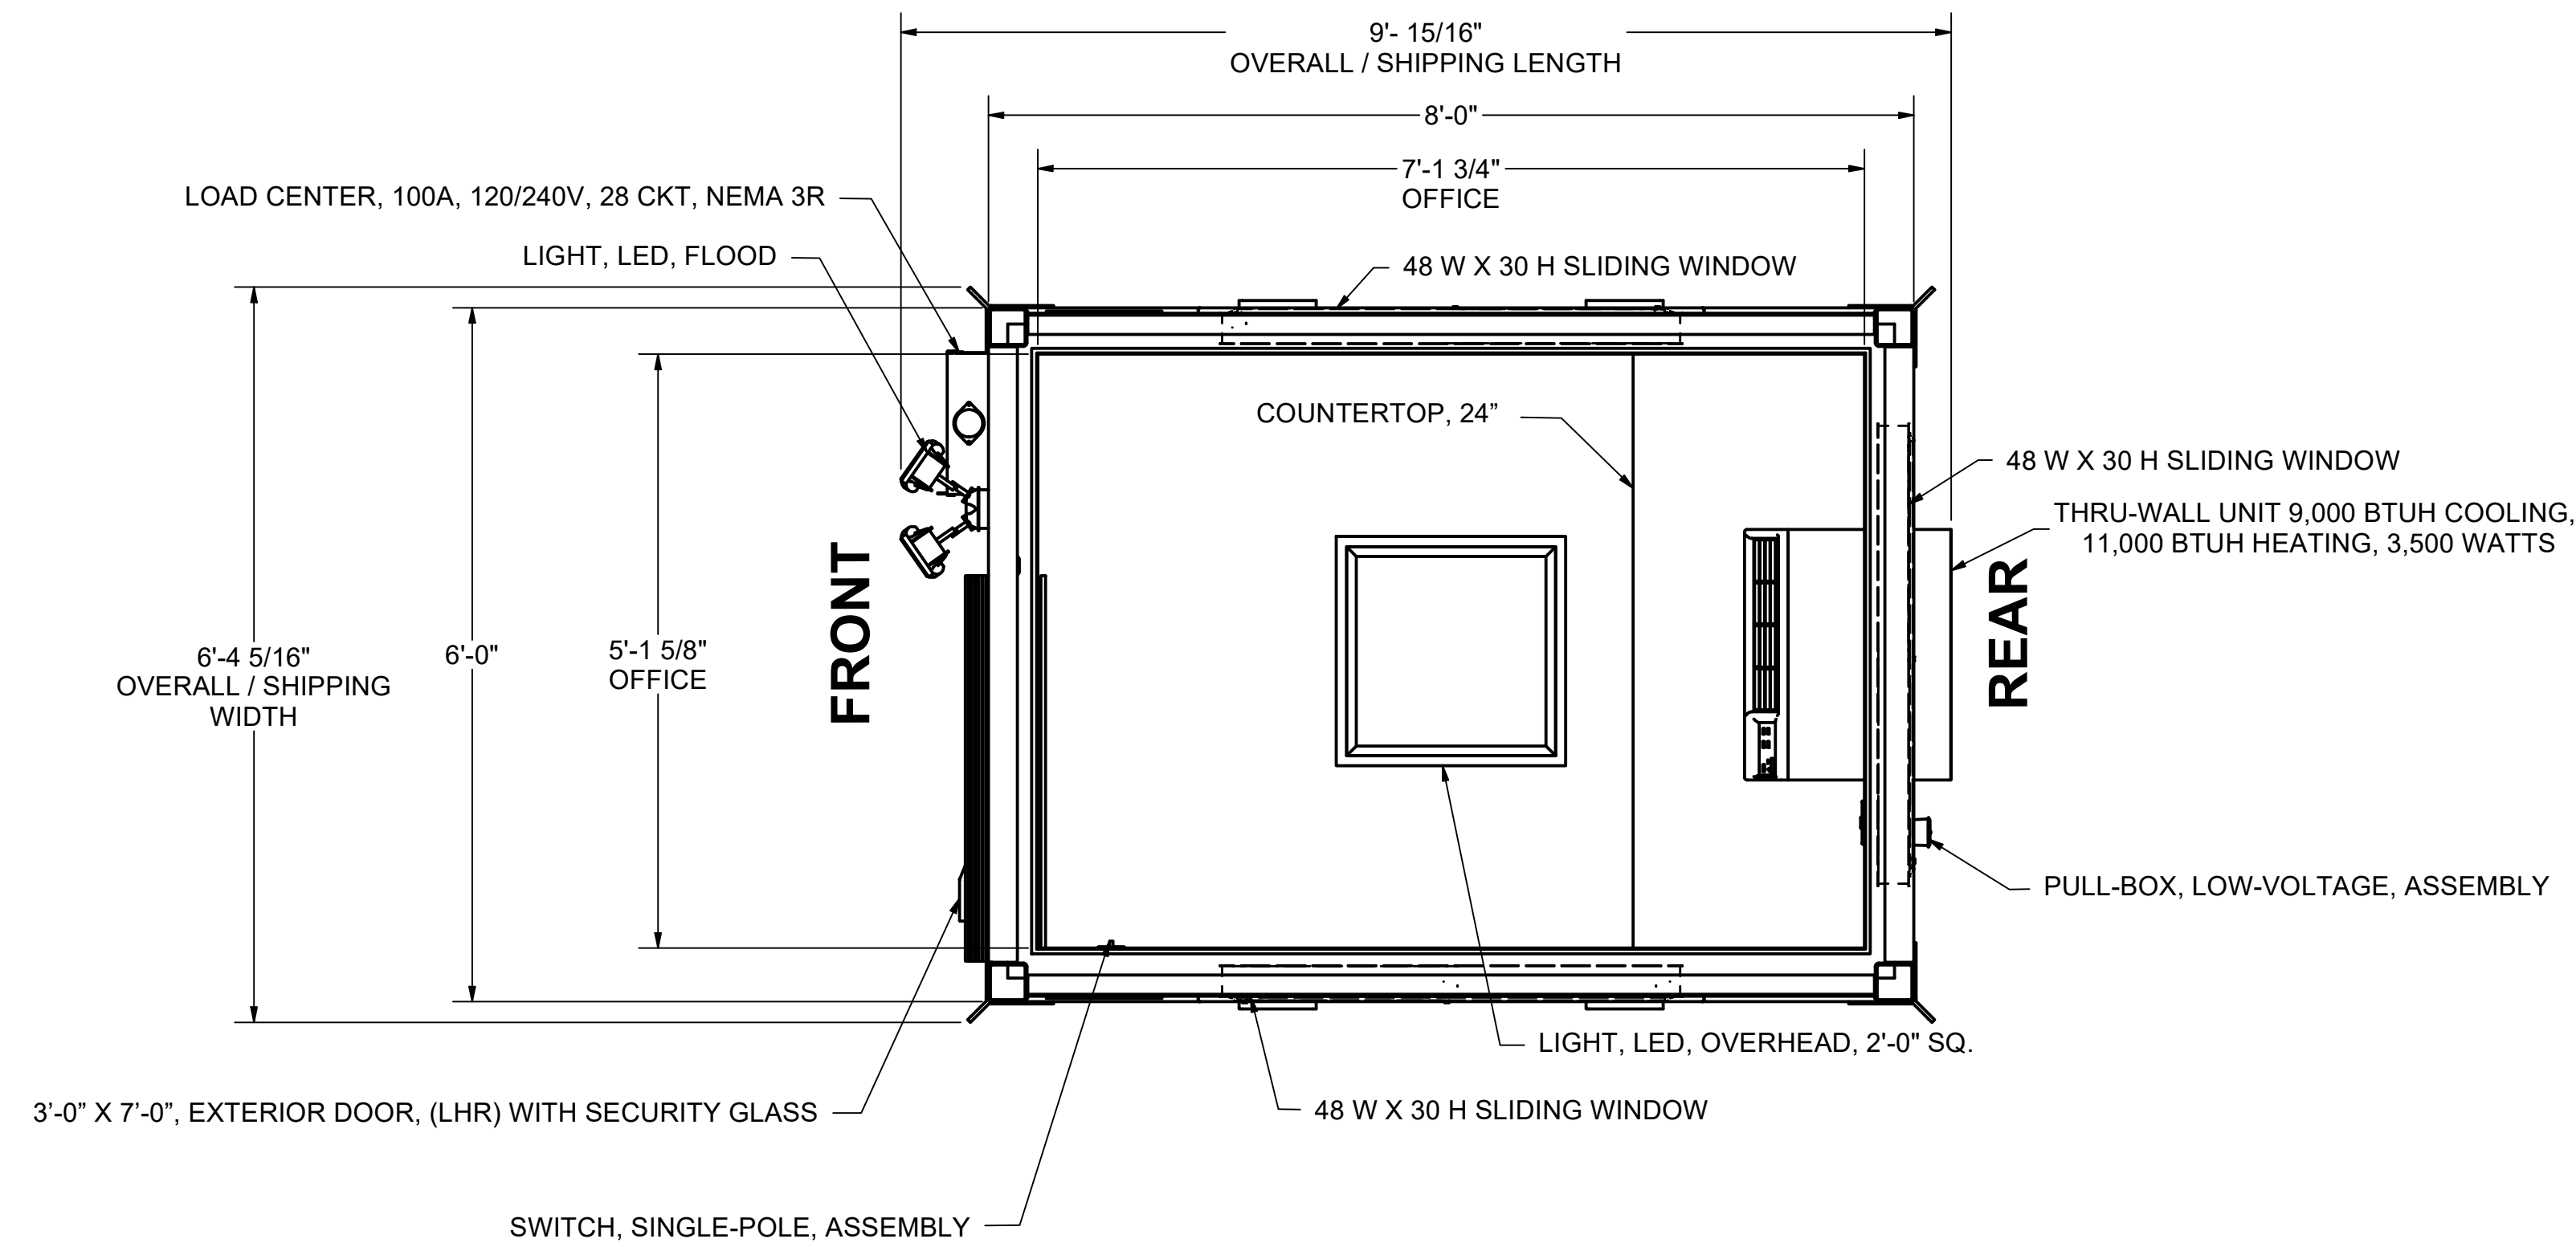 9'- 15/16"
OVERALL / SHIPPING LENGTH
8'-0"
7'-1 3/4"
OFFICE
LOAD CENTER, 100A, 120/240V, 28 CKT, NEMA 3R
LIGHT, LED, FLOOD
48 W X 30 H SLIDING WINDOW
COUNTERTOP, 24”
48 W X 30 H SLIDING WINDOW
THRU-WALL UNIT 9,000 BTUH COOLING,
11,000 BTUH HEATING, 3,500 WATTS
FRONT
REAR
6'-4 5/16"
OVERALL / SHIPPING
WIDTH
6'-0"
5'-1 5/8"
OFFICE
PULL-BOX, LOW-VOLTAGE, ASSEMBLY
LIGHT, LED, OVERHEAD, 2'-0" SQ.
3’-0” X 7’-0”, EXTERIOR DOOR, (LHR) WITH SECURITY GLASS
48 W X 30 H SLIDING WINDOW
SWITCH, SINGLE-POLE, ASSEMBLY